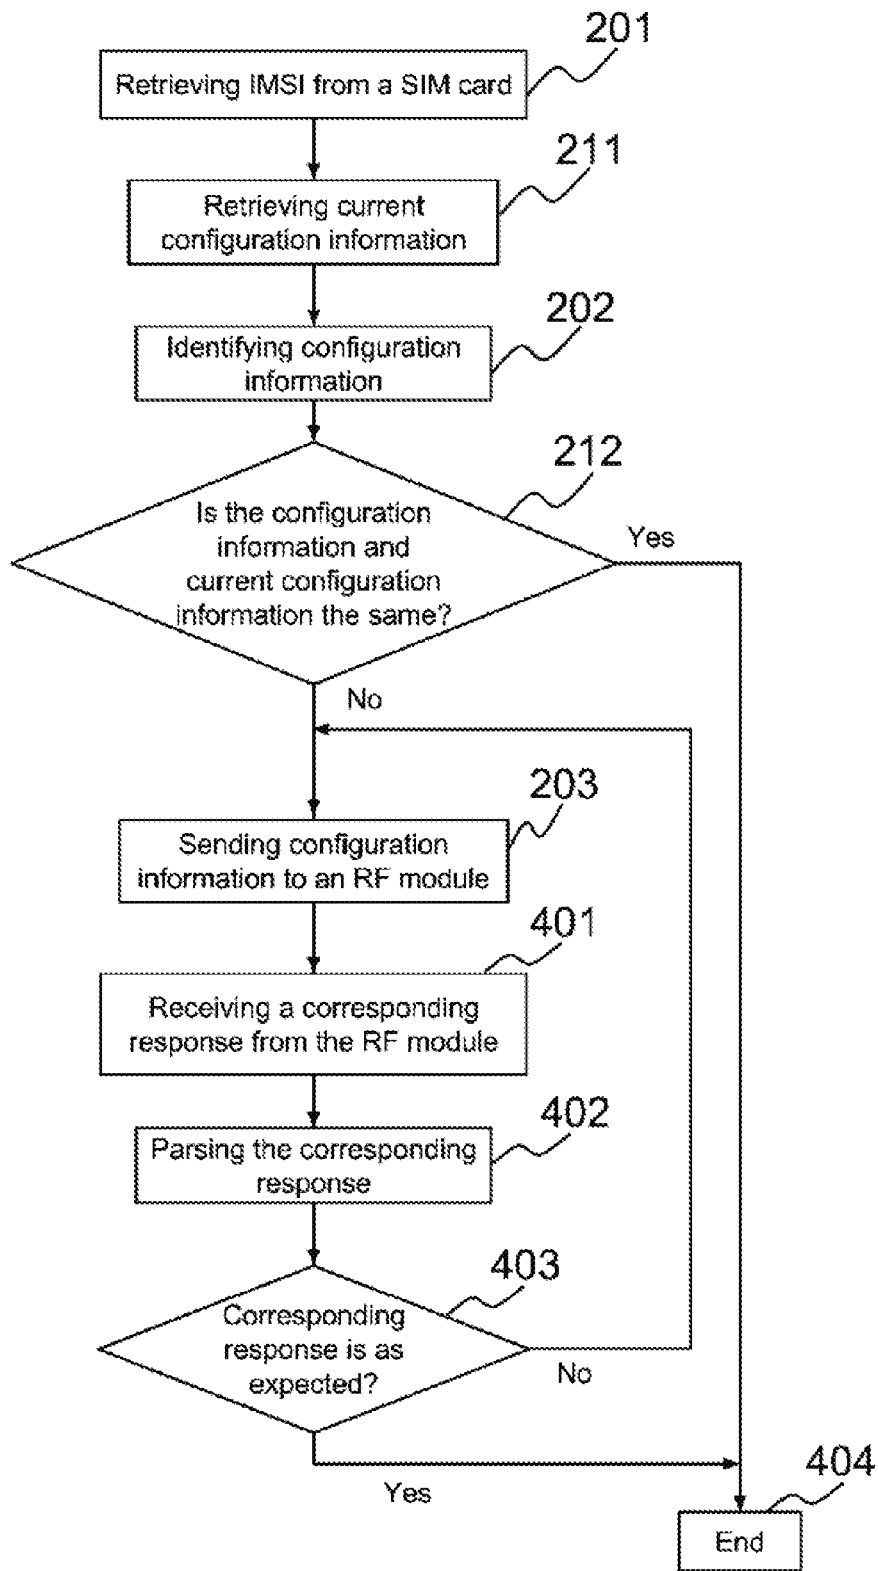 201
Retrieving IMSI from a SIM card
211
Retrieving current
configuration information
202
Identifying configuration
information
212
Is the configuration
information and
current configuration
information the same?
Yes
No
203
Sending configuration
information to an RF module
401
Receiving a corresponding
response from the RF module
402
Parsing the corresponding
response
403
Corresponding
response is as
expected?
No
Yes
404
End